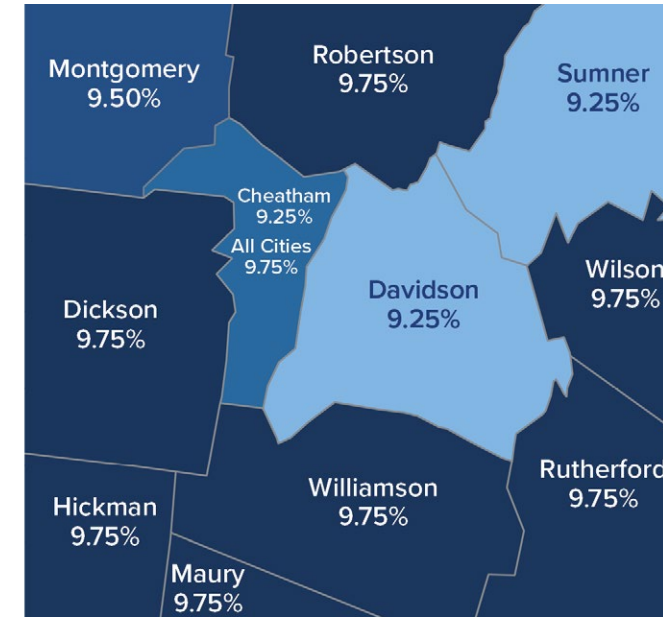 Montgomery
9.50%
Robertson
9.75%
Sumner
9.25%
Cheatham
9.25%
All Cities
9.75%
Dickson
9.75%
Davidson
9.25%
Wilson
9.75%
Hickman
9.75%
Williamson
9.75%
Rutherford
9.75%
Maury
9.75%